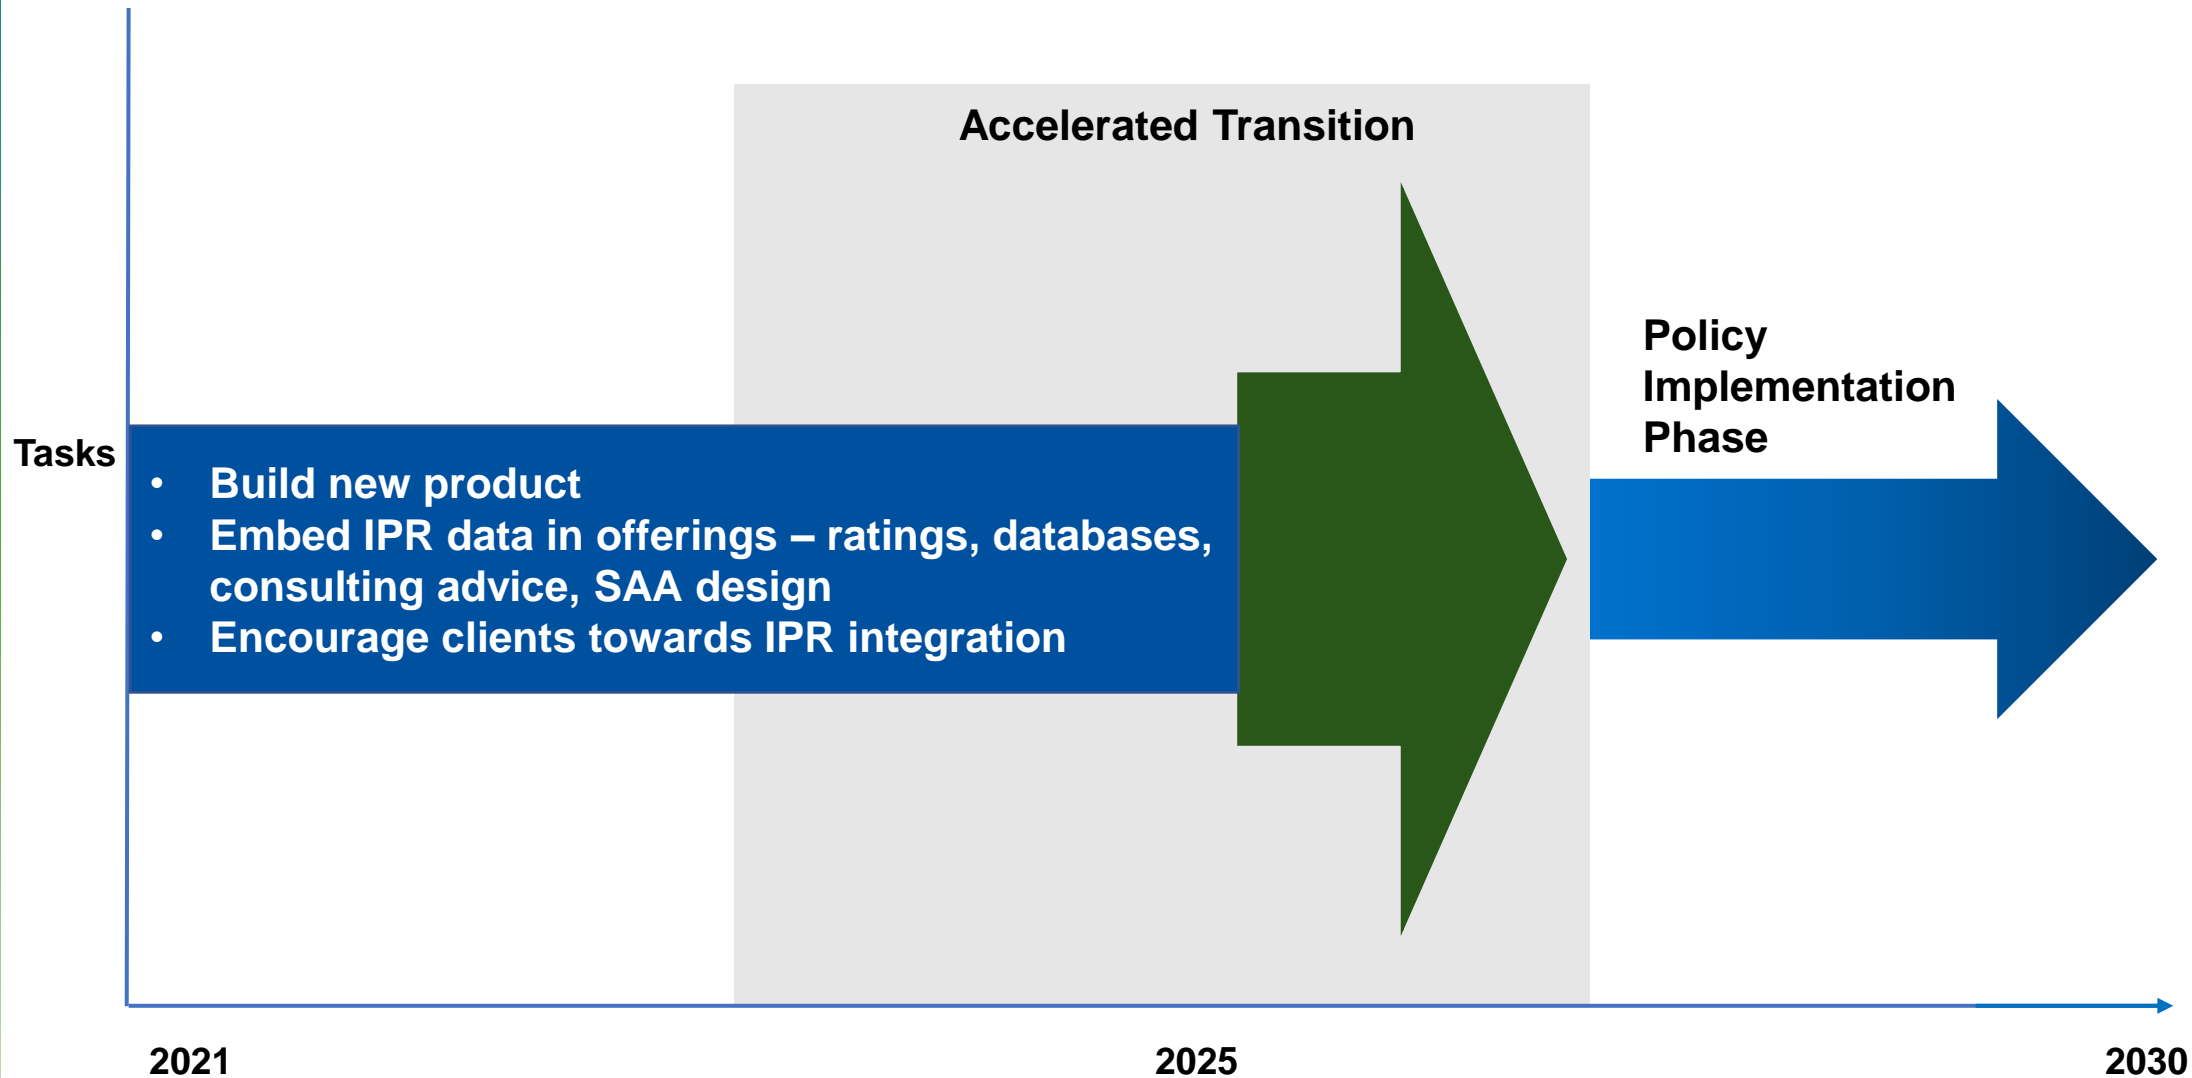 Accelerated Transition
Policy
Implementation
Phase
Tasks
• Build new product
• Embed IPR data in offerings – ratings, databases,
consulting advice, SAA design
• Encourage clients towards IPR integration
2021
2025
2030